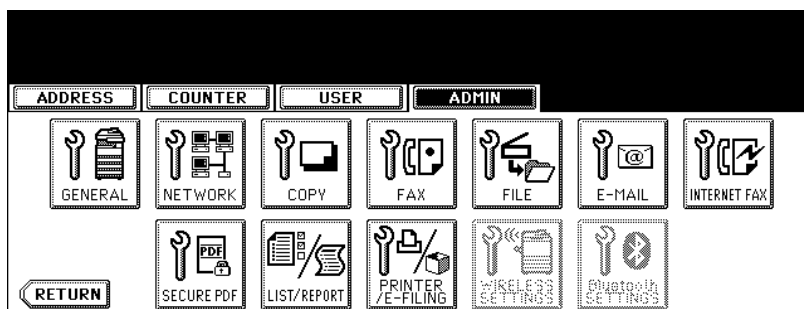 ADDRESS COUNTER USER ADMIN
GENERAL NETWORK COPY FAX FILE E-MAIL INTERNET FAX
@
PDF
SECURE PDF LIST/REPORT PRINTER /E-FILING WIRELESS SETTINGS Bluetooth SETTINGS
RETURN